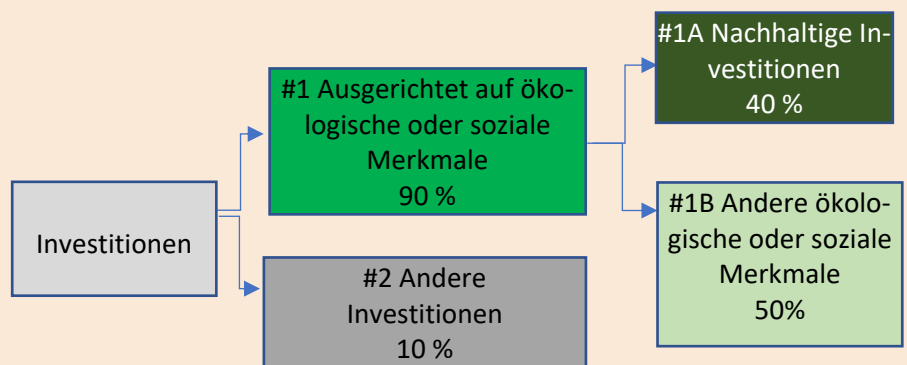 Investitionen
#1 Ausgerichtet auf öko-
logische oder soziale
Merkmale
90 %
#2 Andere
Investitionen
10 %
#1A Nachhaltige In-
vestitionen
40 %
#1B Andere ökolo-
gische oder soziale
Merkmale
50%